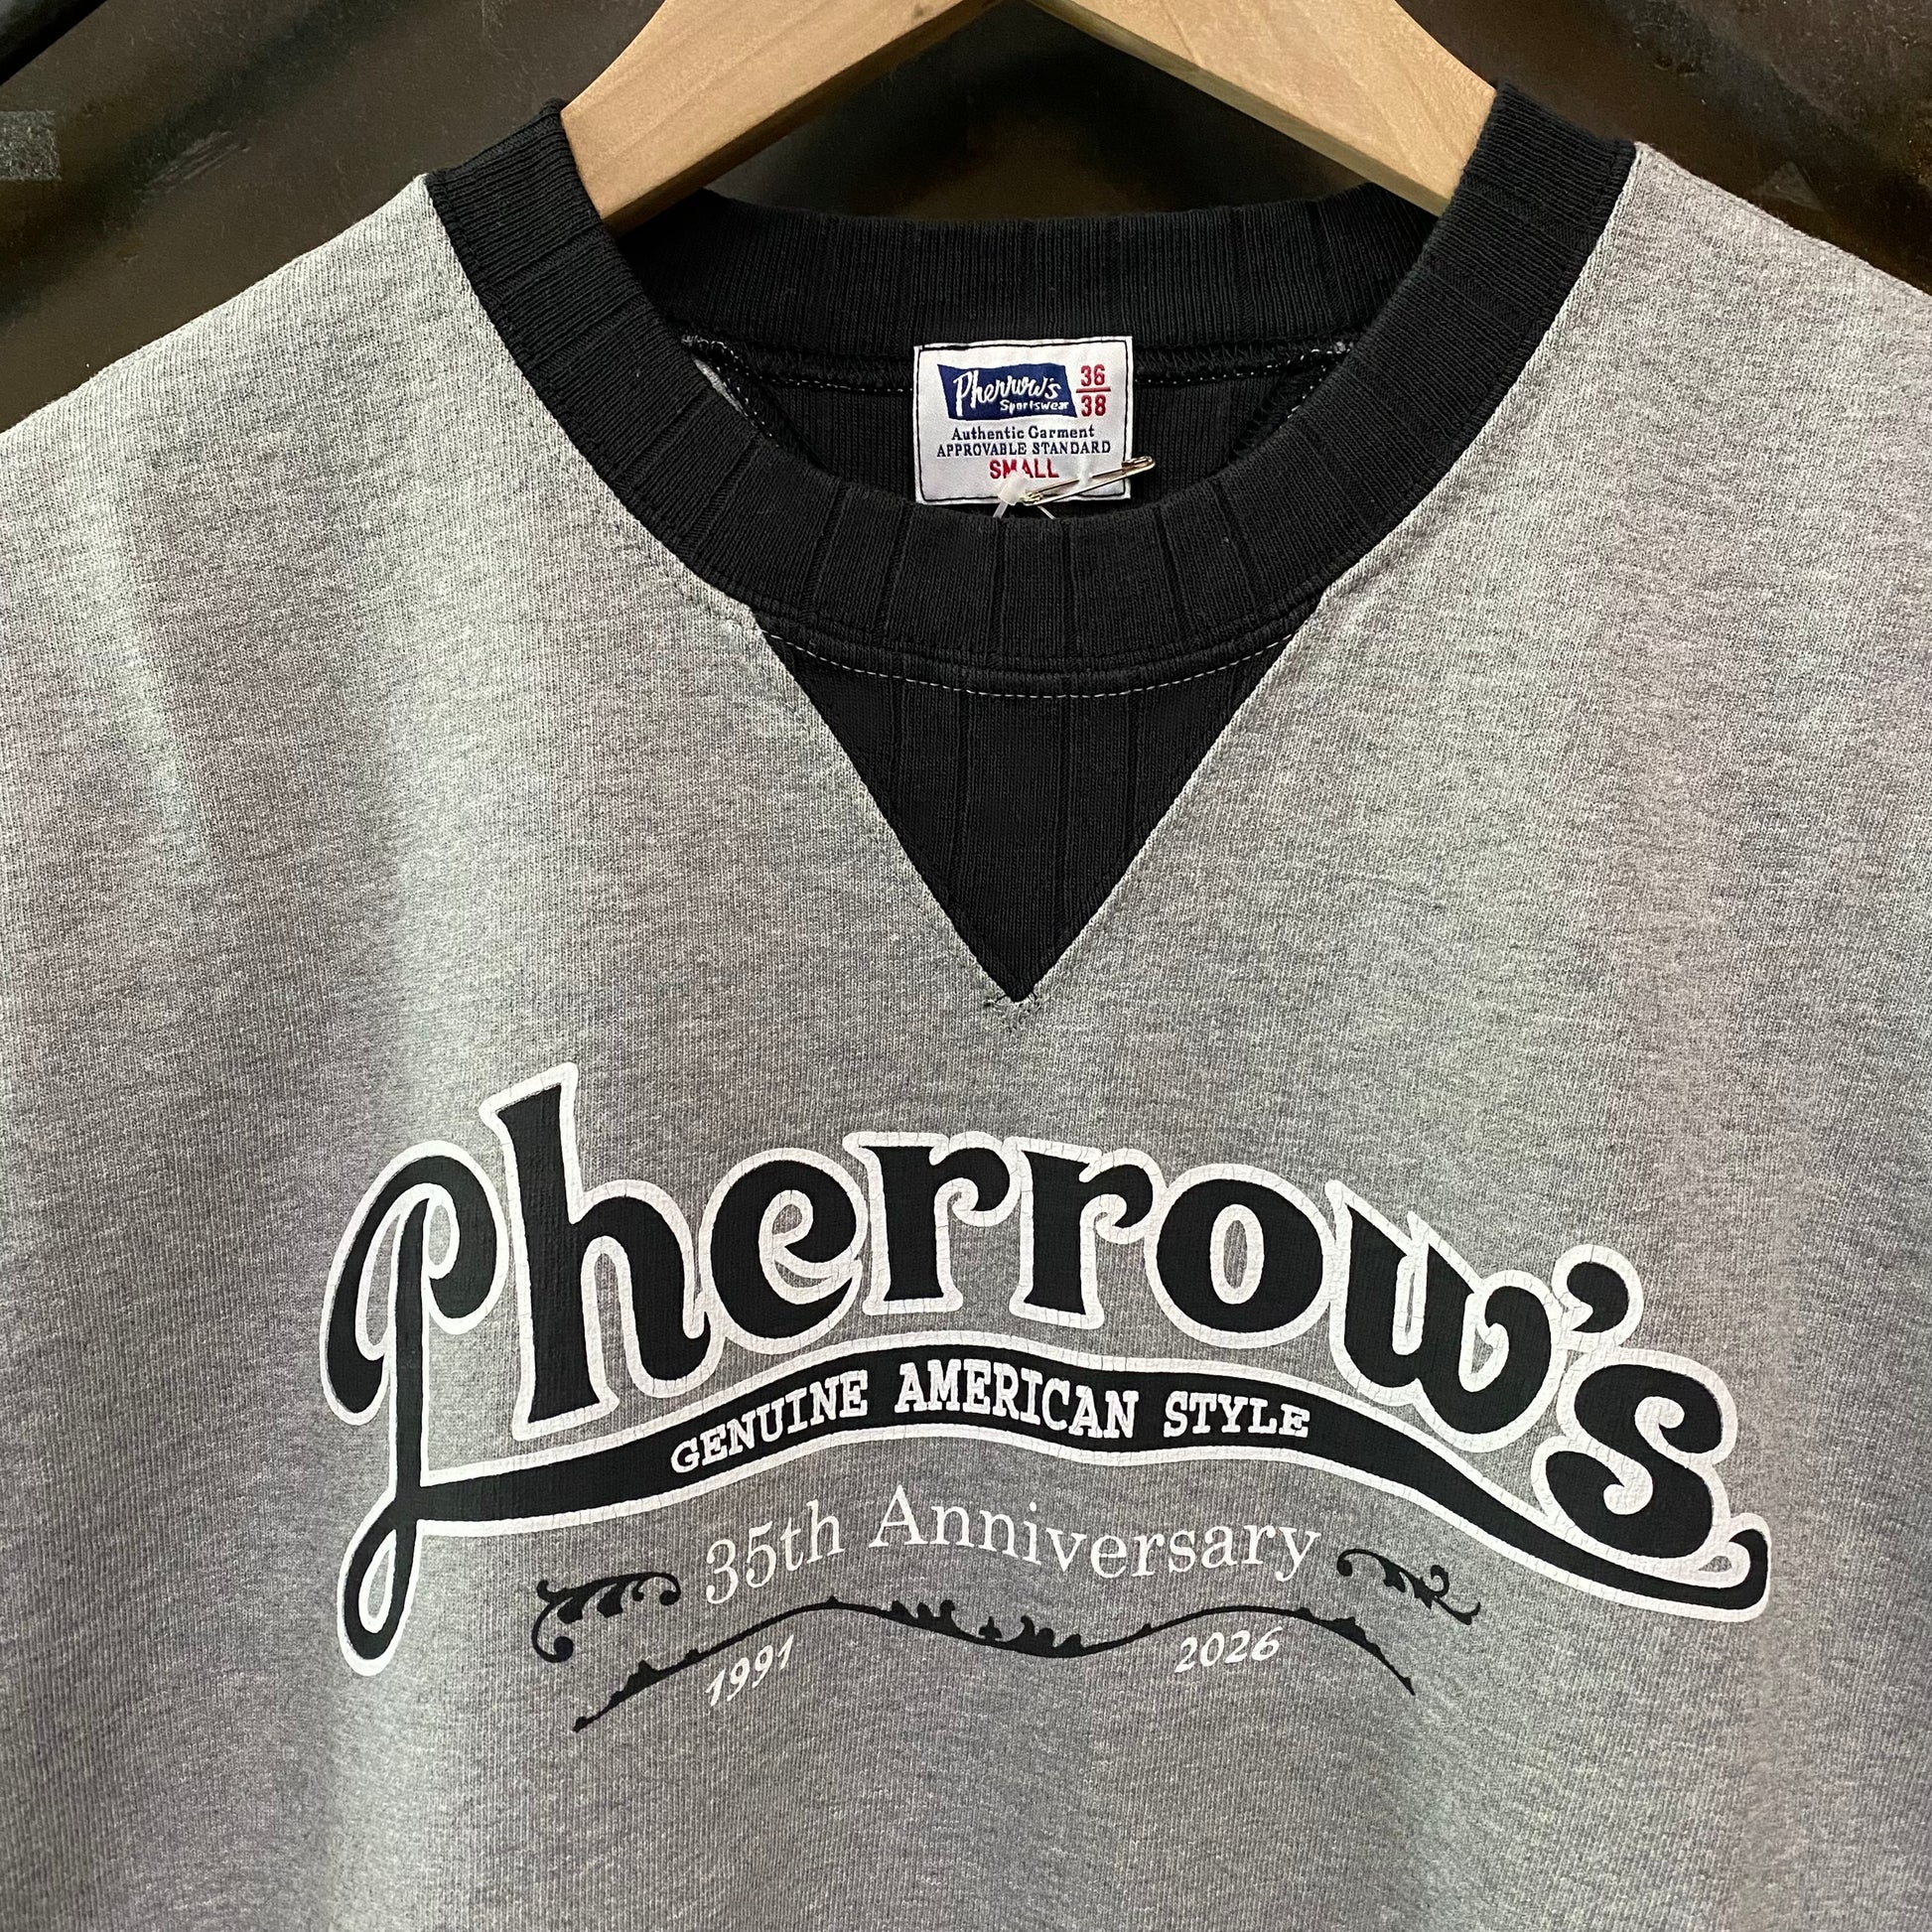 Pherrow's
Sportswear
36
38
Authentic Garment
APPROVABLE STANDARD
SMALL
Pherrow's
GENUINE AMERICAN STYLE
35th Anniversary
1991 2026